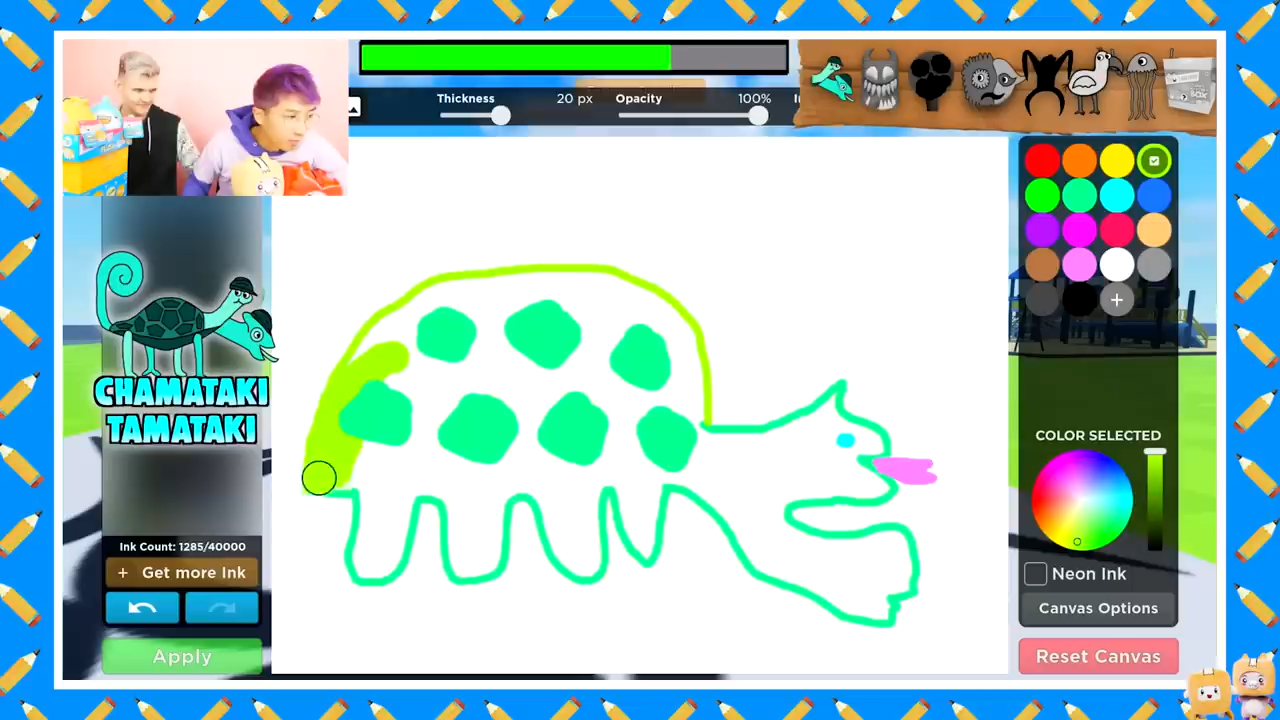 Thickness
20 px
Opacity
100%
BOX
CHAMATAKI
TAMATAKI
COLOR SELECTED
Ink Count: 1285/40000
+ Get more Ink
Neon Ink
Canvas Options
Apply
Reset Canvas